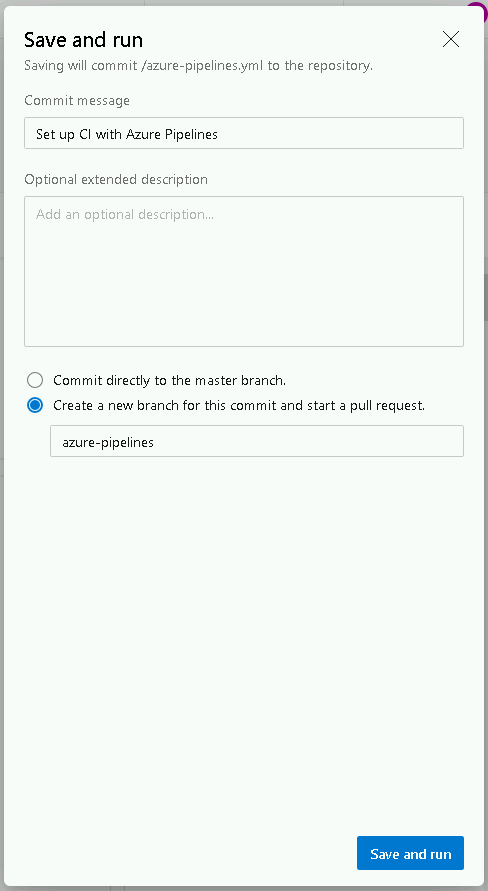 Save and run
Saving will commit /azure-pipelines.yml to the repository.
Commit message
Set up CI with Azure Pipelines
Optional extended description
Add an optional description...
Commit directly to the master branch.
Create a new branch for this commit and start a pull request.
azure-pipelines
Save and run